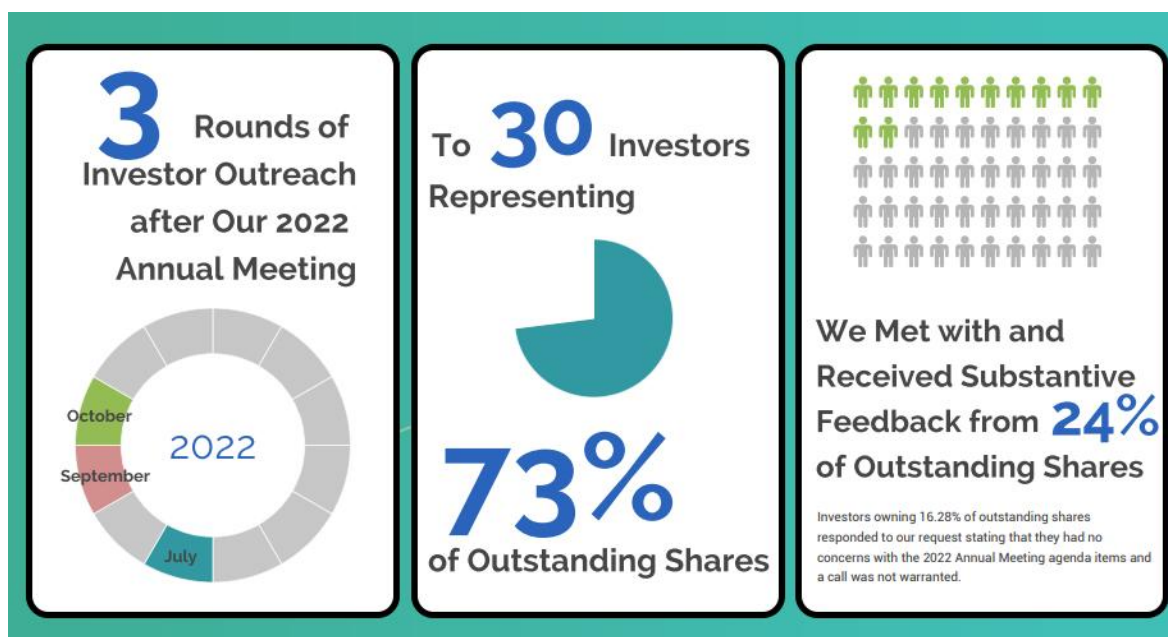 3 Rounds of
Investor Outreach
after Our 2022
Annual Meeting
October
2022
September
July
To 30 Investors
Representing
73%
of Outstanding Shares
We Met with and
Received Substantive
Feedback from 24%
of Outstanding Shares
Investors owning 16.28% of outstanding shares
responded to our request stating that they had no
concerns with the 2022 Annual Meeting agenda items and
a call was not warranted.